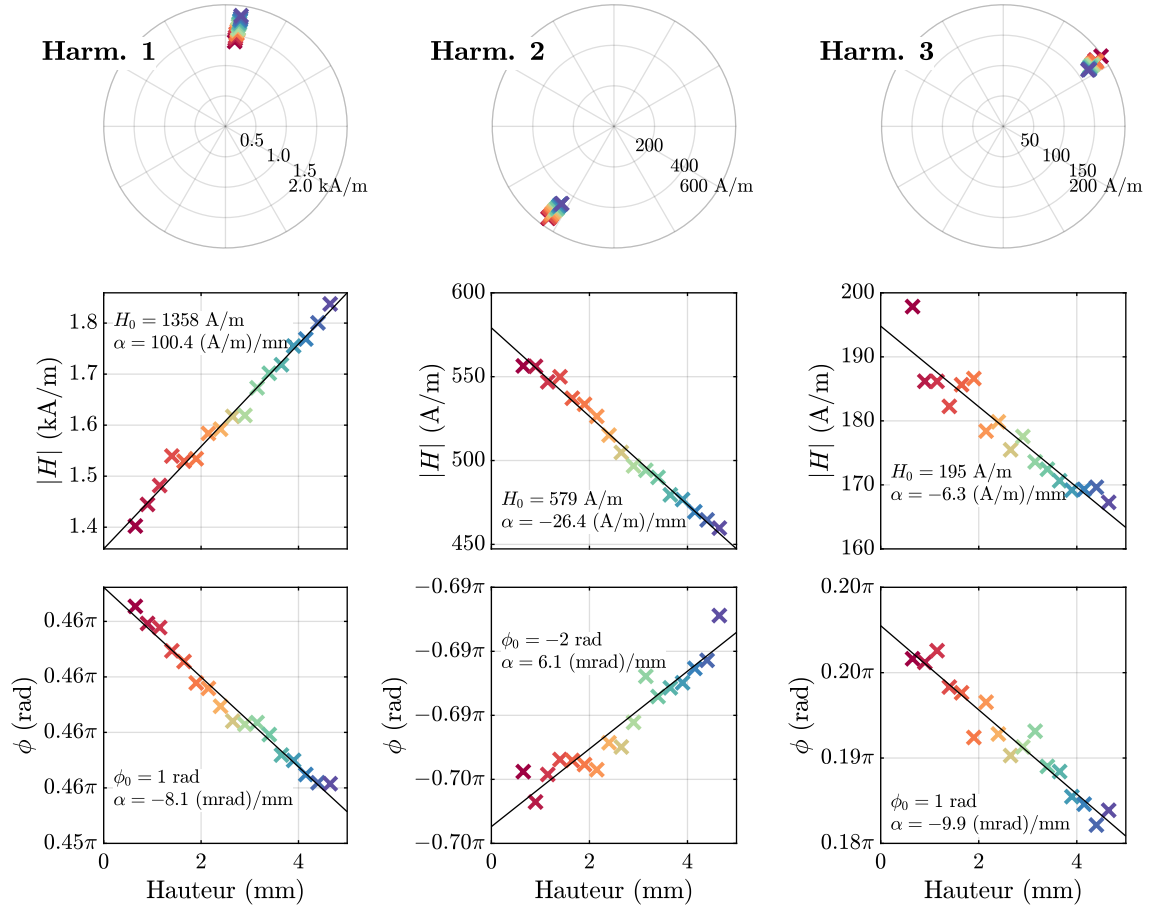 Harm. 1
Harm. 2
Harm. 3
0.5
1.0
1.5
2.0 kA/m
200
400
600 A/m
50
100
150
200 A/m
|H| (kA/m)
1.8
1.7
1.6
1.5
1.4
H₀ = 1358 A/m
α = 100.4 (A/m)/mm
|H| (A/m)
600
550
500
450
H₀ = 579 A/m
α = −26.4 (A/m)/mm
|H| (A/m)
200
190
180
170
160
H₀ = 195 A/m
α = −6.3 (A/m)/mm
ϕ (rad)
0.46π
0.46π
0.46π
0.46π
0.45π
ϕ₀ = 1 rad
α = −8.1 (mrad)/mm
0 2 4
Hauteur (mm)
ϕ (rad)
−0.69π
−0.69π
−0.69π
−0.70π
−0.70π
ϕ₀ = −2 rad
α = 6.1 (mrad)/mm
0 2 4
Hauteur (mm)
ϕ (rad)
0.20π
0.20π
0.19π
0.18π
ϕ₀ = 1 rad
α = −9.9 (mrad)/mm
0 2 4
Hauteur (mm)